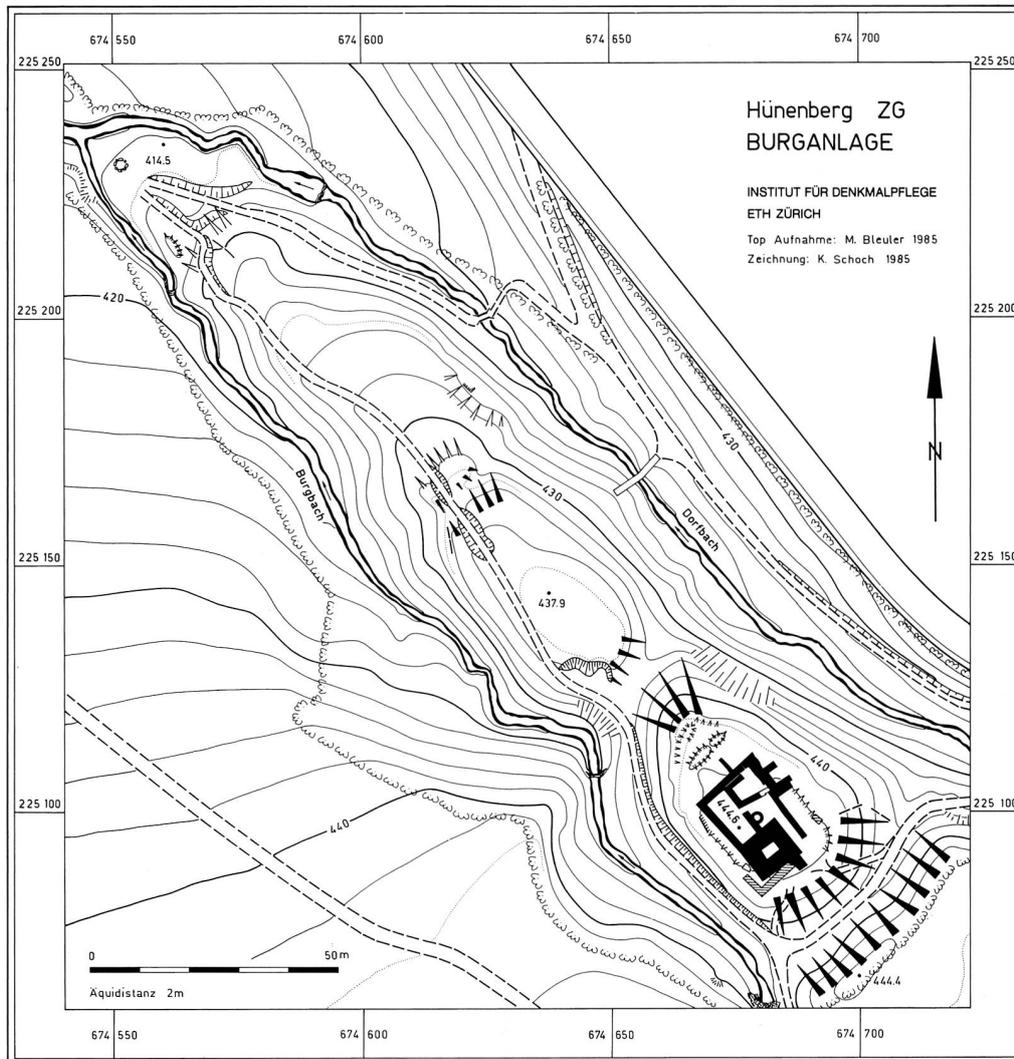 674 550
674 600
674 650
674 700
225 250
225 250
Hünenberg ZG
BURGANLAGE
INSTITUT FÜR DENKMALPFLEGE
ETH ZÜRICH
Top Aufnahme: M. Bleuler 1985
Zeichnung: K. Schoch 1985
414.5
420
225 200
225 200
N
430
Burgbach
430
Dorfbach
225 150
225 150
437.9
440
225 100
225 100
444.6
440
0
50m
Äquidistanz 2m
444.4
674 550
674 600
674 650
674 700